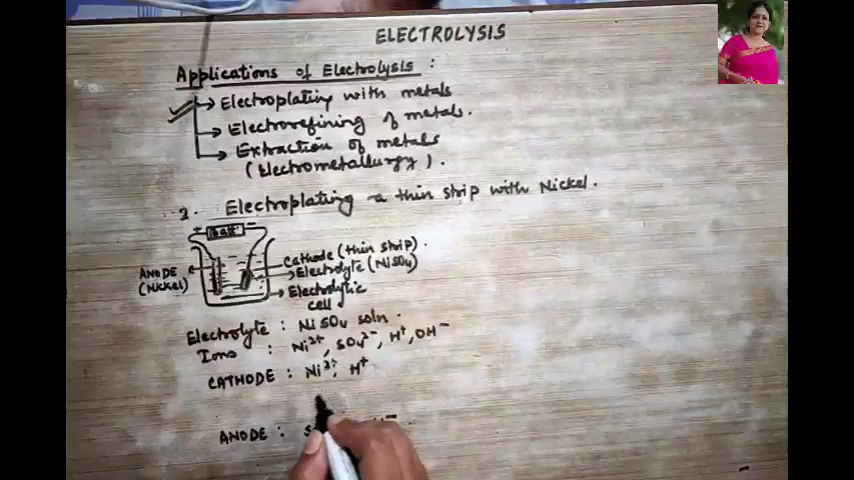 ELECTROLYSIS
Applications of Electrolysis :
→ Electroplating with metals
→ Electrorefining of metals.
→ Extraction of metals
(Electrometallurgy).
2. Electroplating a thin strip with Nickel.
+ Batt -
Cathode (thin strip).
ANODE
(Nickel)
Electrolyte (NiSO4)
Electrolytic
cell.
Electrolyte : NiSO4 soln.
Ions : Ni²⁺, SO4²⁻, H⁺, OH⁻
CATHODE : Ni²⁺, H⁺
ANODE :